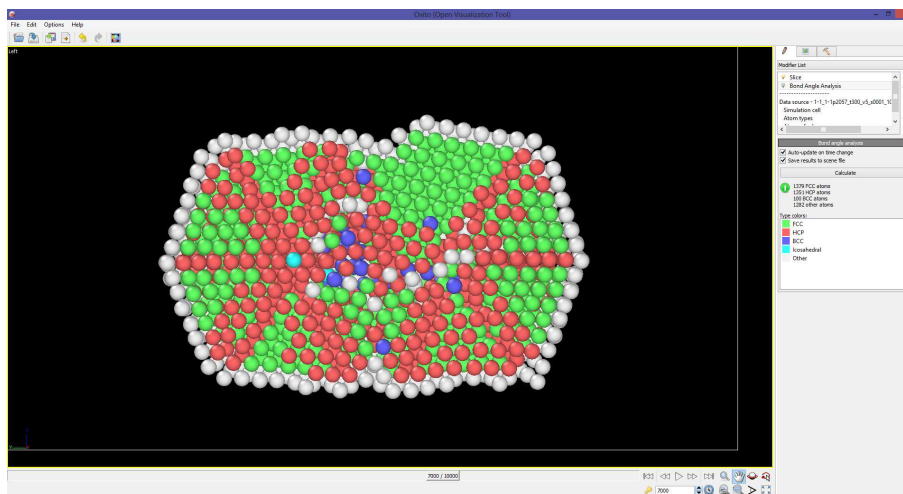 Ovito (Open Visualization Tool)
File Edit Options Help
Left
Modifier List
Slice
Bond Angle Analysis
--------------------
Data source - 1-1_1-1p2057_t300_v5_s0001_10
Simulation cell
Atom types
Bond angle analysis
Auto-update on time change
Save results to scene file
Calculate
1379 FCC atoms
1351 HCP atoms
100 BCC atoms
1282 other atoms
Type colors:
FCC
HCP
BCC
Icosahedral
Other
7000 / 10000
7000